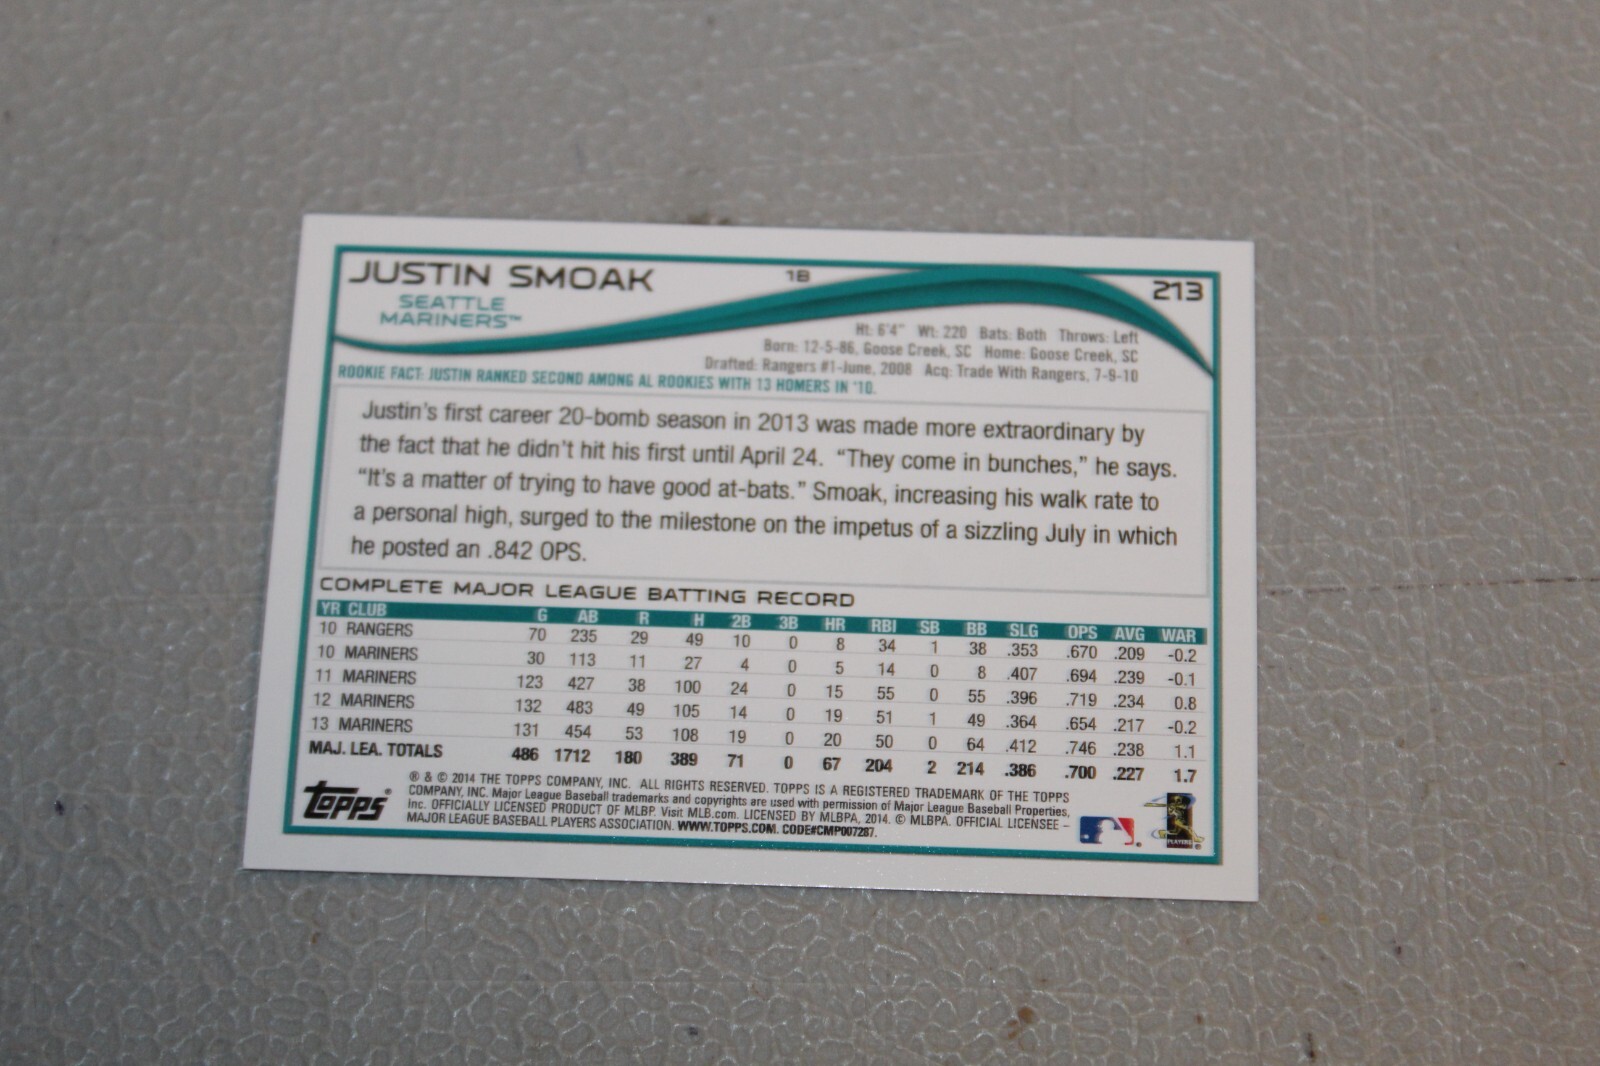 JUSTIN SMOAK 1B 213
SEATTLE
MARINERS™
Ht: 6'4" Wt: 220 Bats: Both Throws: Left
Born: 12-5-86, Goose Creek, SC Home: Goose Creek, SC
Drafted: Rangers #1-June, 2008 Acq: Trade With Rangers, 7-9-10
ROOKIE FACT: JUSTIN RANKED SECOND AMONG AL ROOKIES WITH 13 HOMERS IN '10.
Justin's first career 20-bomb season in 2013 was made more extraordinary by
the fact that he didn't hit his first until April 24. "They come in bunches," he says.
"It's a matter of trying to have good at-bats." Smoak, increasing his walk rate to
a personal high, surged to the milestone on the impetus of a sizzling July in which
he posted an .842 OPS.
COMPLETE MAJOR LEAGUE BATTING RECORD
YR CLUB G AB R H 2B 3B HR RBI SB BB SLG OPS AVG WAR
10 RANGERS 70 235 29 49 10 0 8 34 1 38 .353 .670 .209 -0.2
10 MARINERS 30 113 11 27 4 0 5 14 0 8 .407 .694 .239 -0.1
11 MARINERS 123 427 38 100 24 0 15 55 0 55 .396 .719 .234 0.8
12 MARINERS 132 483 49 105 14 0 19 51 1 49 .364 .654 .217 -0.2
13 MARINERS 131 454 53 108 19 0 20 50 0 64 .412 .746 .238 1.1
MAJ. LEA. TOTALS 486 1712 180 389 71 0 67 204 2 214 .386 .700 .227 1.7
Topps®
® & © 2014 THE TOPPS COMPANY, INC. ALL RIGHTS RESERVED. TOPPS IS A REGISTERED TRADEMARK OF THE TOPPS
COMPANY, INC. Major League Baseball trademarks and copyrights are used with permission of Major League Baseball Properties,
Inc. OFFICIALLY LICENSED PRODUCT OF MLBP. Visit MLB.com. LICENSED BY MLBPA, 2014. © MLBPA. OFFICIAL LICENSEE –
MAJOR LEAGUE BASEBALL PLAYERS ASSOCIATION. WWW.TOPPS.COM. CODE#CMP007287.
PLAYERS